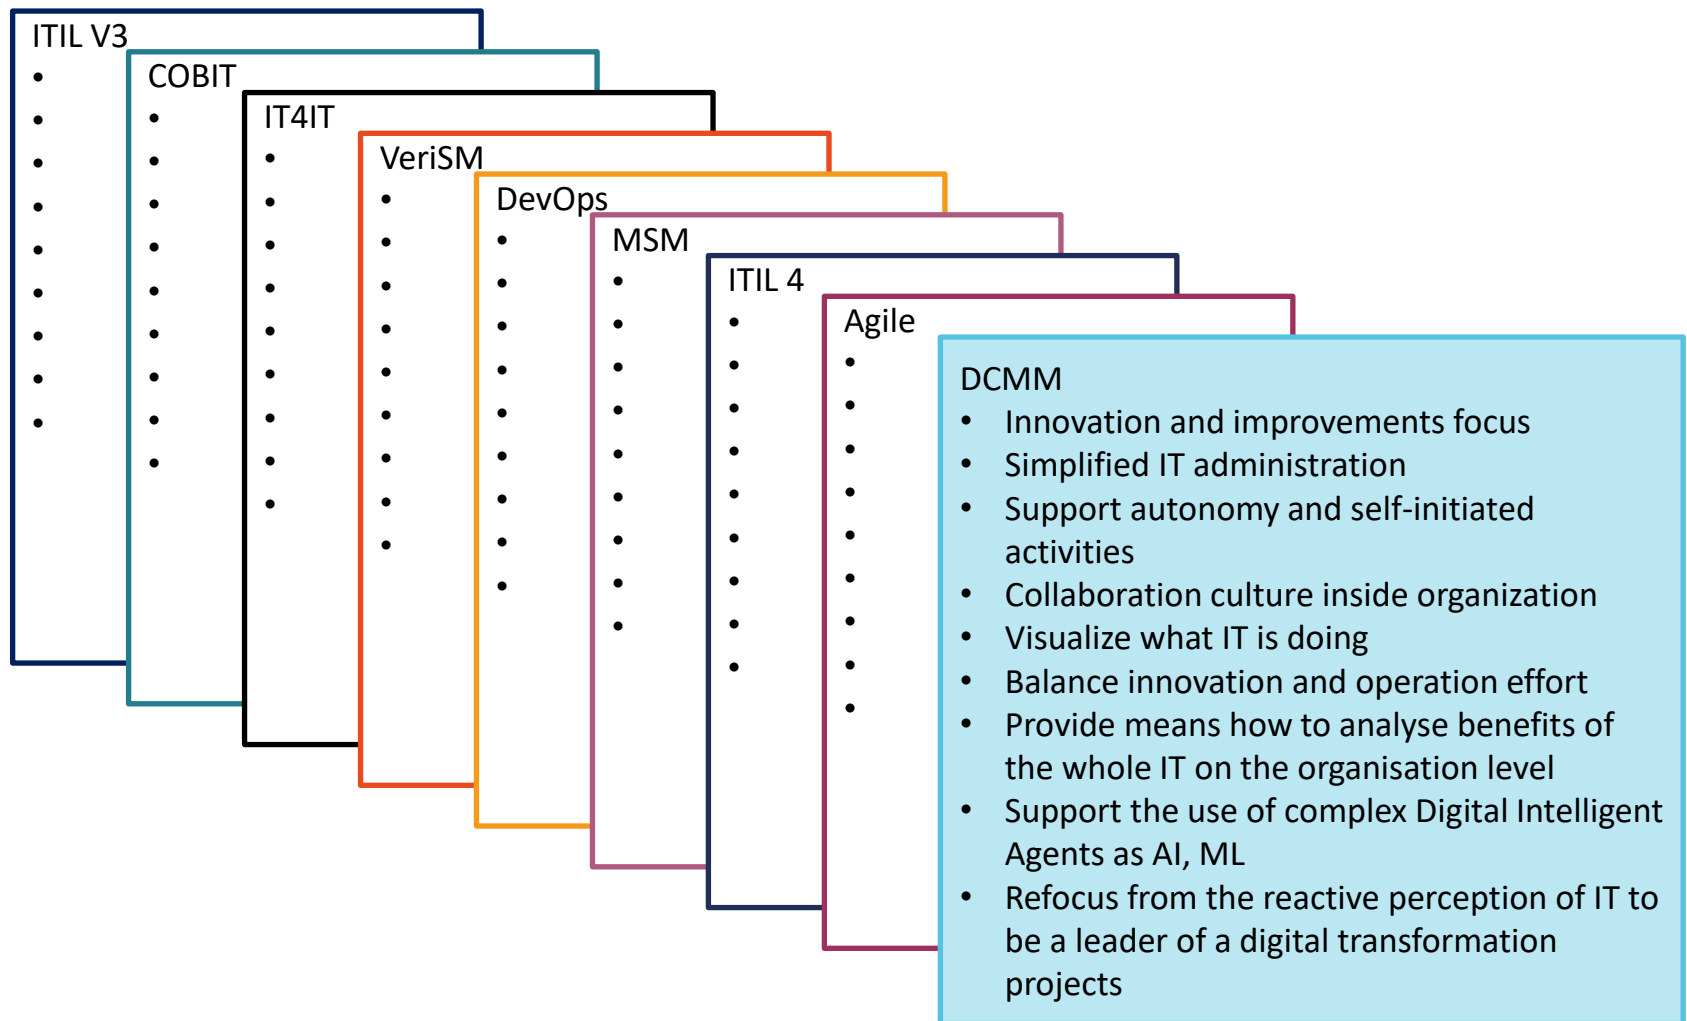 ITIL V3
COBIT
IT4IT
VeriSM
DevOps
MSM
ITIL 4
Agile
DCMM
• Innovation and improvements focus
• Simplified IT administration
• Support autonomy and self-initiated
activities
• Collaboration culture inside organization
• Visualize what IT is doing
• Balance innovation and operation effort
• Provide means how to analyse benefits of
the whole IT on the organisation level
• Support the use of complex Digital Intelligent
Agents as AI, ML
• Refocus from the reactive perception of IT to
be a leader of a digital transformation
projects